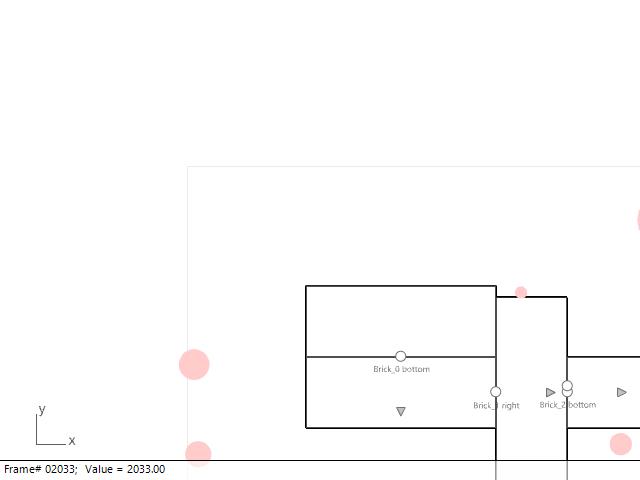 Brick_0 bottom
Brick_1 right
Brick_2 bottom
y
x
Frame# 02033; Value = 2033.00